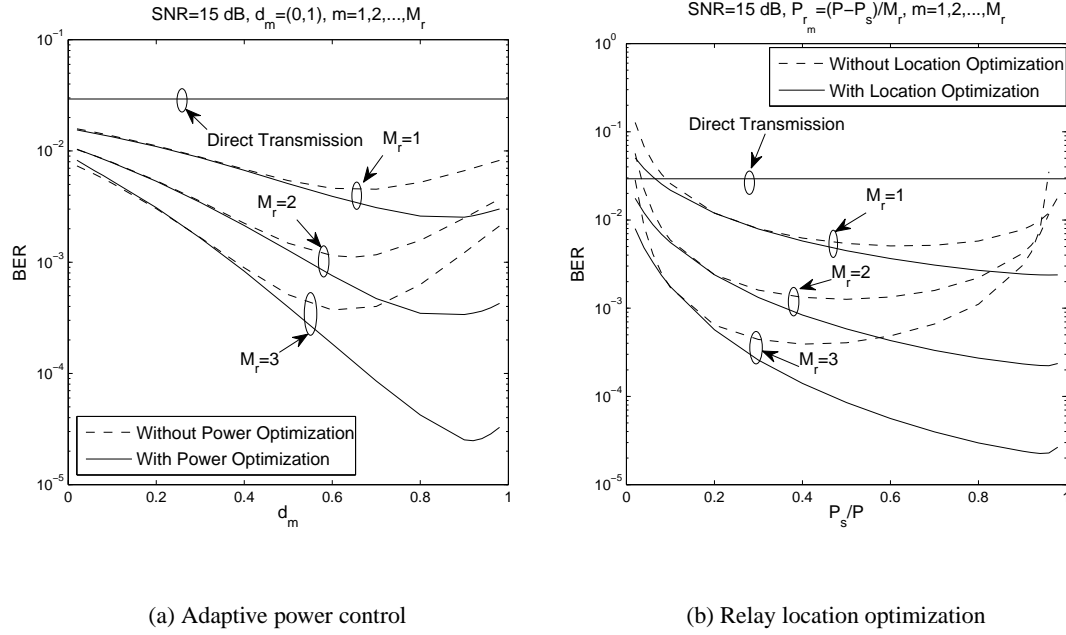 SNR=15 dB, d_m=(0,1), m=1,2,...,M_r
10^-1
10^-2
10^-3
10^-4
10^-5
BER
Direct Transmission
M_r=1
M_r=2
M_r=3
Without Power Optimization
With Power Optimization
0 0.2 0.4 0.6 0.8 1
d_m
(a) Adaptive power control
SNR=15 dB, P_r_m=(P−P_s)/M_r, m=1,2,...,M_r
10^0
10^-1
10^-2
10^-3
10^-4
10^-5
BER
Without Location Optimization
With Location Optimization
Direct Transmission
M_r=1
M_r=2
M_r=3
0 0.2 0.4 0.6 0.8 1
P_s/P
(b) Relay location optimization